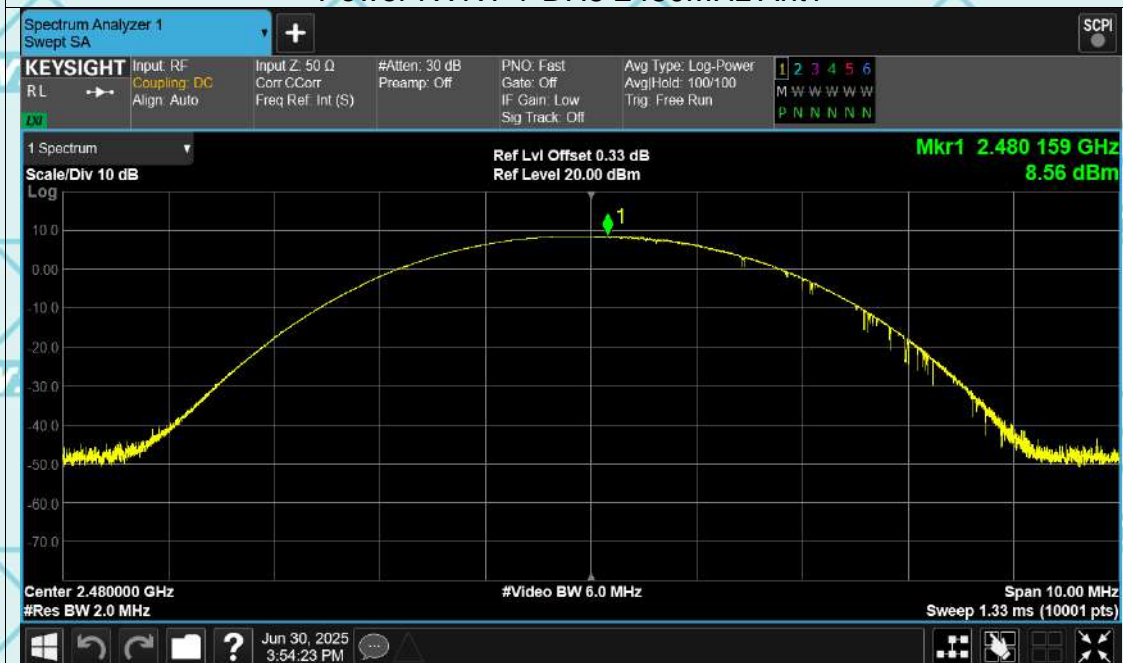 Spectrum Analyzer 1
Swept SA
+
SCPI
KEYSIGHT
RL
LXI
Input: RF
Coupling: DC
Align: Auto
Input Z: 50 Ω
Corr CCorr
Freq Ref: Int (S)
#Atten: 30 dB
Preamp: Off
PNO: Fast
Gate: Off
IF Gain: Low
Sig Track: Off
Avg Type: Log-Power
Avg|Hold: 100/100
Trig: Free Run
1 2 3 4 5 6
M W W W W W
P N N N N N
1 Spectrum
Scale/Div 10 dB
Log
Ref Lvl Offset 0.33 dB
Ref Level 20.00 dBm
Mkr1 2.480 159 GHz
8.56 dBm
1
10.0
0.00
-10.0
-20.0
-30.0
-40.0
-50.0
-60.0
-70.0
Center 2.480000 GHz
#Res BW 2.0 MHz
#Video BW 6.0 MHz
Span 10.00 MHz
Sweep 1.33 ms (10001 pts)
?
Jun 30, 2025
3:54:23 PM